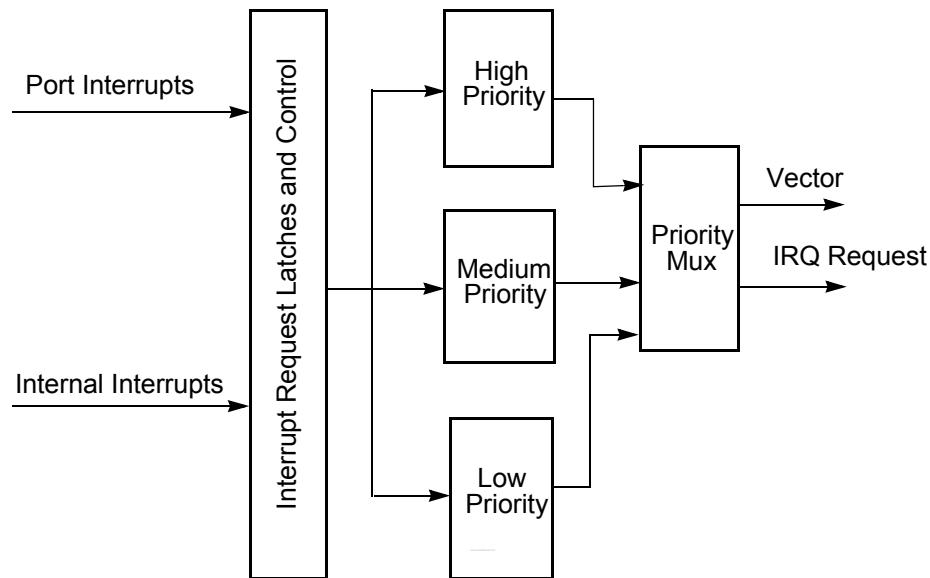 Port Interrupts
Internal Interrupts
Interrupt Request Latches and Control
High
Priority
Medium
Priority
Low
Priority
Priority
Mux
Vector
IRQ Request